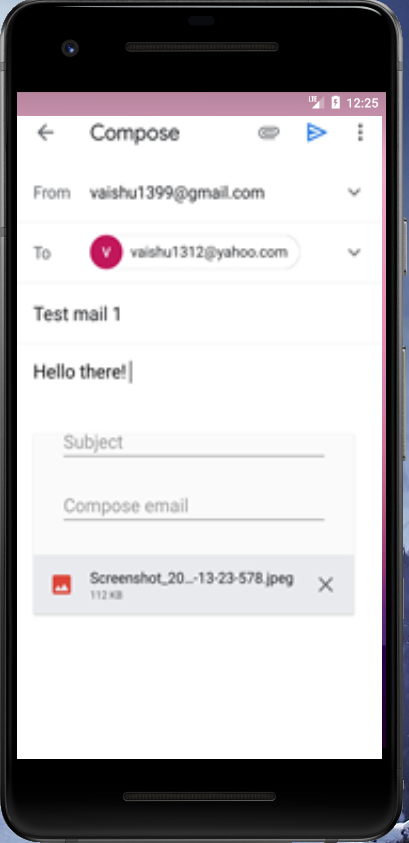 LTE 12:25
Compose
From vaishu1399@gmail.com
To V vaishu1312@yahoo.com
Test mail 1
Hello there!
Subject
Compose email
Screenshot_20...-13-23-578.jpeg
112 KB